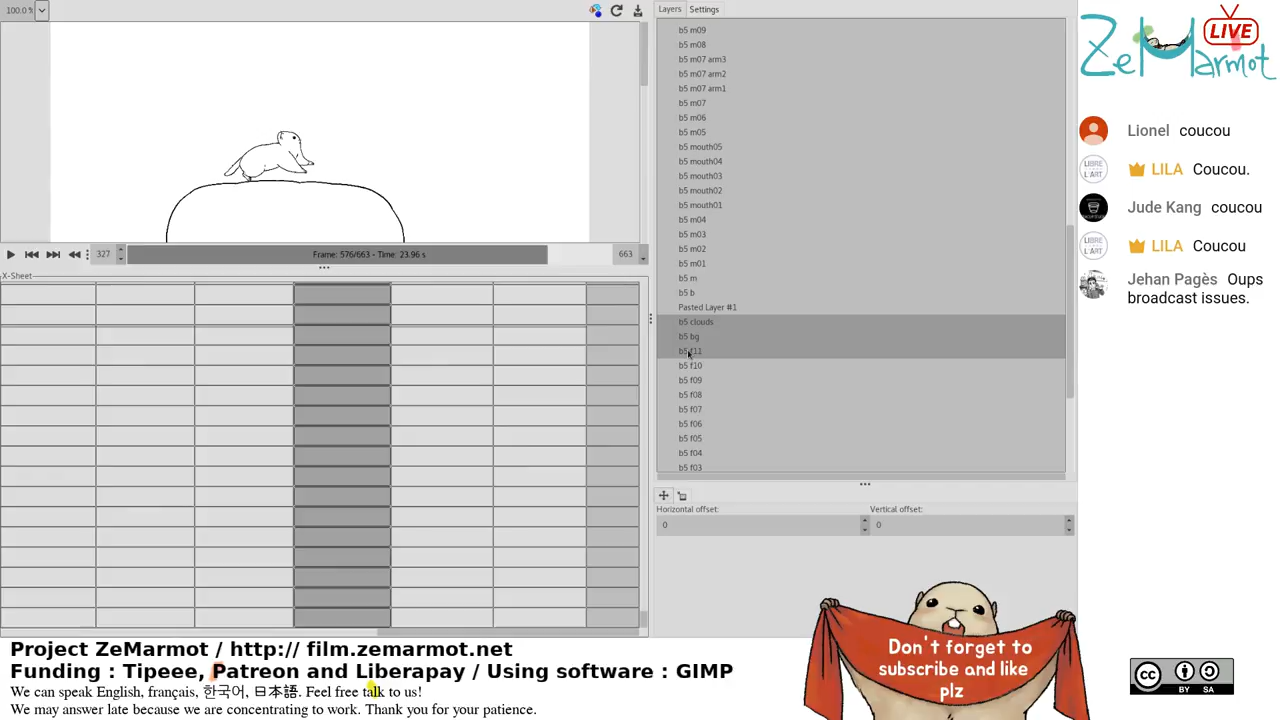 100.0 %
Layers
Settings
b5 m09
b5 m08
b5 m07 arm3
b5 m07 arm2
b5 m07 arm1
b5 m07
b5 m06
b5 m05
b5 mouth05
b5 mouth04
b5 mouth03
b5 mouth02
b5 mouth01
b5 m04
b5 m03
b5 m02
b5 m01
b5 m
b5 b
Pasted Layer #1
b5 clouds
b5 bg
b5 f11
b5 f10
b5 f09
b5 f08
b5 f07
b5 f06
b5 f05
b5 f04
b5 f03
327
Frame: 576/663 - Time: 23.96 s
663
X-Sheet
Horizontal offset:
Vertical offset:
0
0
ZeMarmot
LIVE
Lionel coucou
LIBRE
L'ART
LILA Coucou.
Jude Kang coucou
LIBRE
L'ART
LILA Coucou
Jehan Pagès Oups
broadcast issues.
Don't forget to
subscribe and like
plz
Project ZeMarmot / http:// film.zemarmot.net
Funding : Tipeee, Patreon and Liberapay / Using software : GIMP
We can speak English, français, 한국어, 日本語. Feel free talk to us!
We may answer late because we are concentrating to work. Thank you for your patience.
cc
BY SA